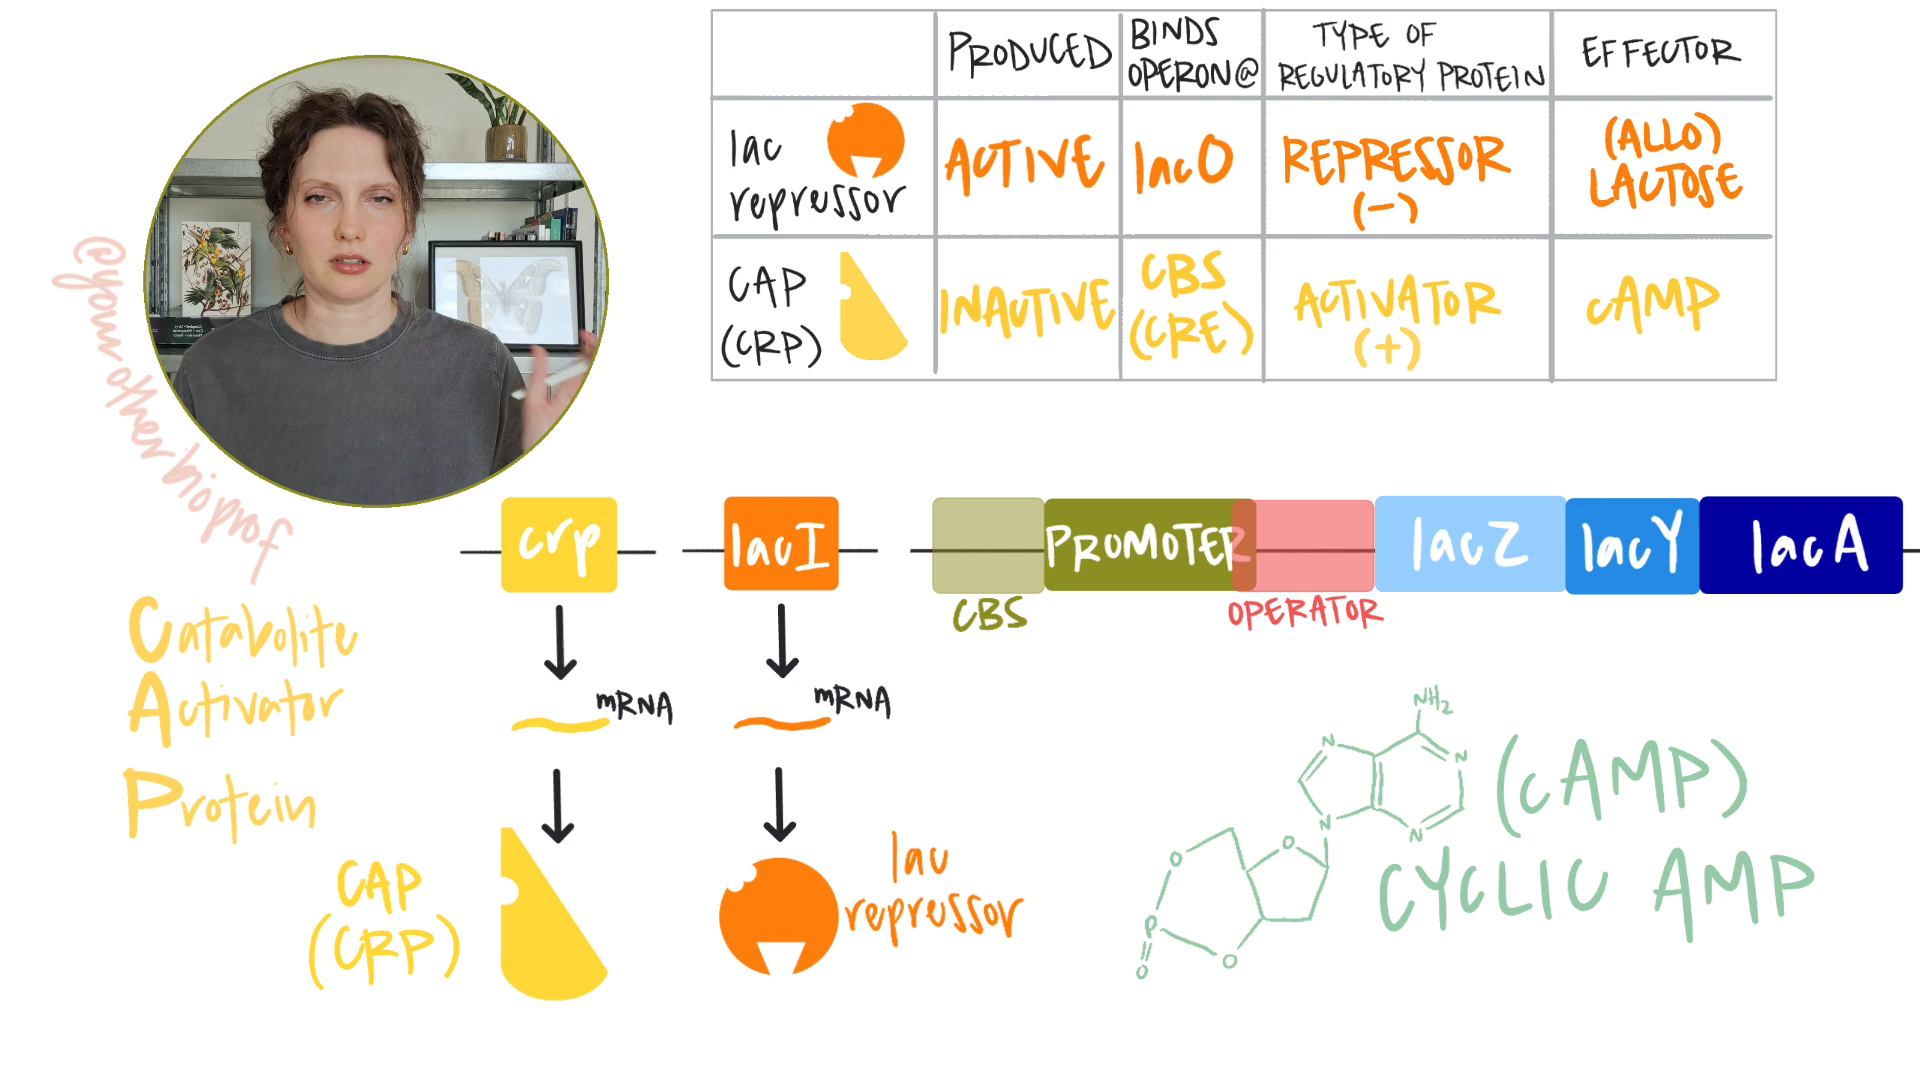 PRODUCED
BINDS
OPERON@
TYPE OF
REGULATORY PROTEIN
EFFECTOR
lac
repressor
ACTIVE
lacO
REPRESSOR
(-)
(ALLO)
LACTOSE
CAP
(CRP)
INACTIVE
CBS
(CRE)
ACTIVATOR
(+)
cAMP
@yourotherbioprof
crp
lacI
PROMOTER
lacZ
lacY
lacA
CBS
OPERATOR
Catabolite
Activator
Protein
mRNA
mRNA
CAP
(CRP)
lac
repressor
NH2
N
N
N
N
O
O
P
O
O
(cAMP)
CYCLIC AMP